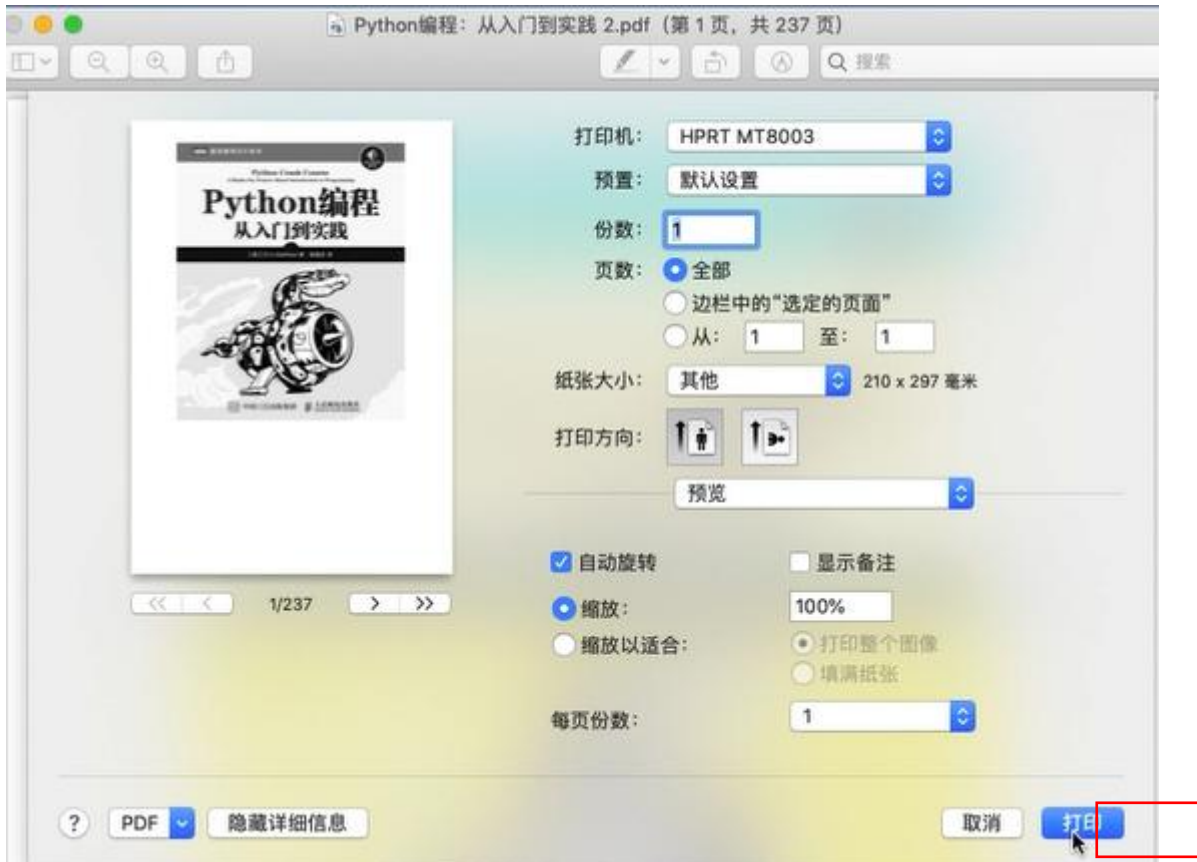 Python编程：从入门到实践 2.pdf（第 1 页，共 237 页）
搜索
Python Crash Course
Python编程
从入门到实践
打印机： HPRT MT8003
预置： 默认设置
份数： 1
页数： 全部
边栏中的“选定的页面”
从： 1 至： 1
纸张大小： 其他 210 x 297 毫米
打印方向：
预览
自动旋转 显示备注
缩放： 100%
缩放以适合： 打印整个图像
填满纸张
1/237
每页份数： 1
? PDF 隐藏详细信息 取消 打印